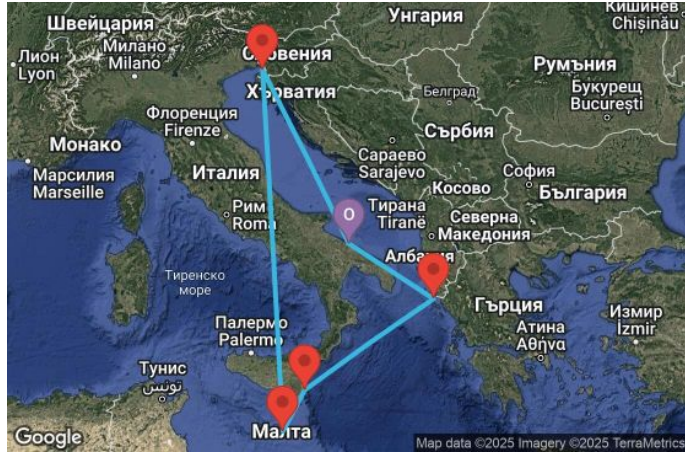 Кишинев
Chișinău
Унгария
Швейцария
Милано
Milano
Словения
Лион
Lyon
Хърватия
Румъния
Букурещ
București
Белград
Флоренция
Firenze
Монако
Сърбия
Марсилия
Marseille
Италия
Сараево
Sarajevo
Косово
София
България
Рим
Roma
O
Тирана
Tiranë
Северна
Македония
Албания
Тиренско
море
Гърция
Измир
İzmir
Палермо
Palermo
Атина
Αθήνα
Тунис
تونس
Малта
Google
Map data ©2025 Imagery ©2025 TerraMetrics